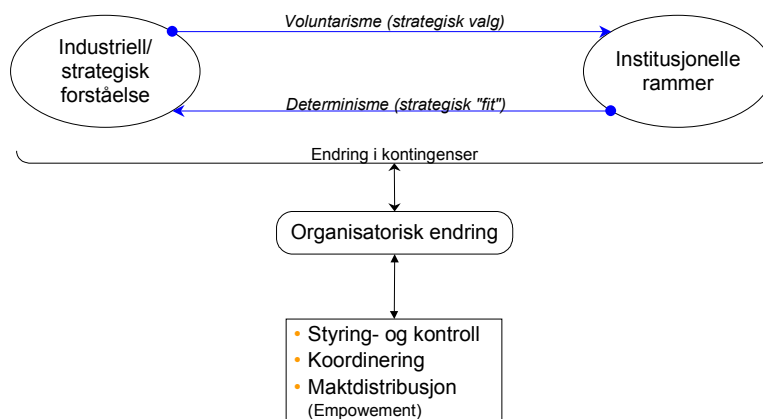 Voluntarisme (strategisk valg)
Industriell/
strategisk
forståelse
Institusjonelle
rammer
Determinisme (strategisk "fit")
Endring i kontingenser
Organisatorisk endring
• Styring- og kontroll
• Koordinering
• Maktdistribusjon
(Empowement)